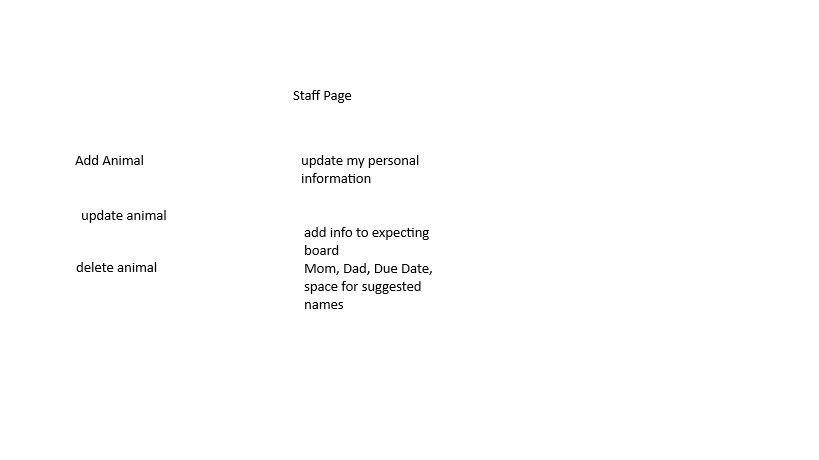 Staff Page
Add Animal
update animal
delete animal
update my personal
information
add info to expecting
board
Mom, Dad, Due Date,
space for suggested
names